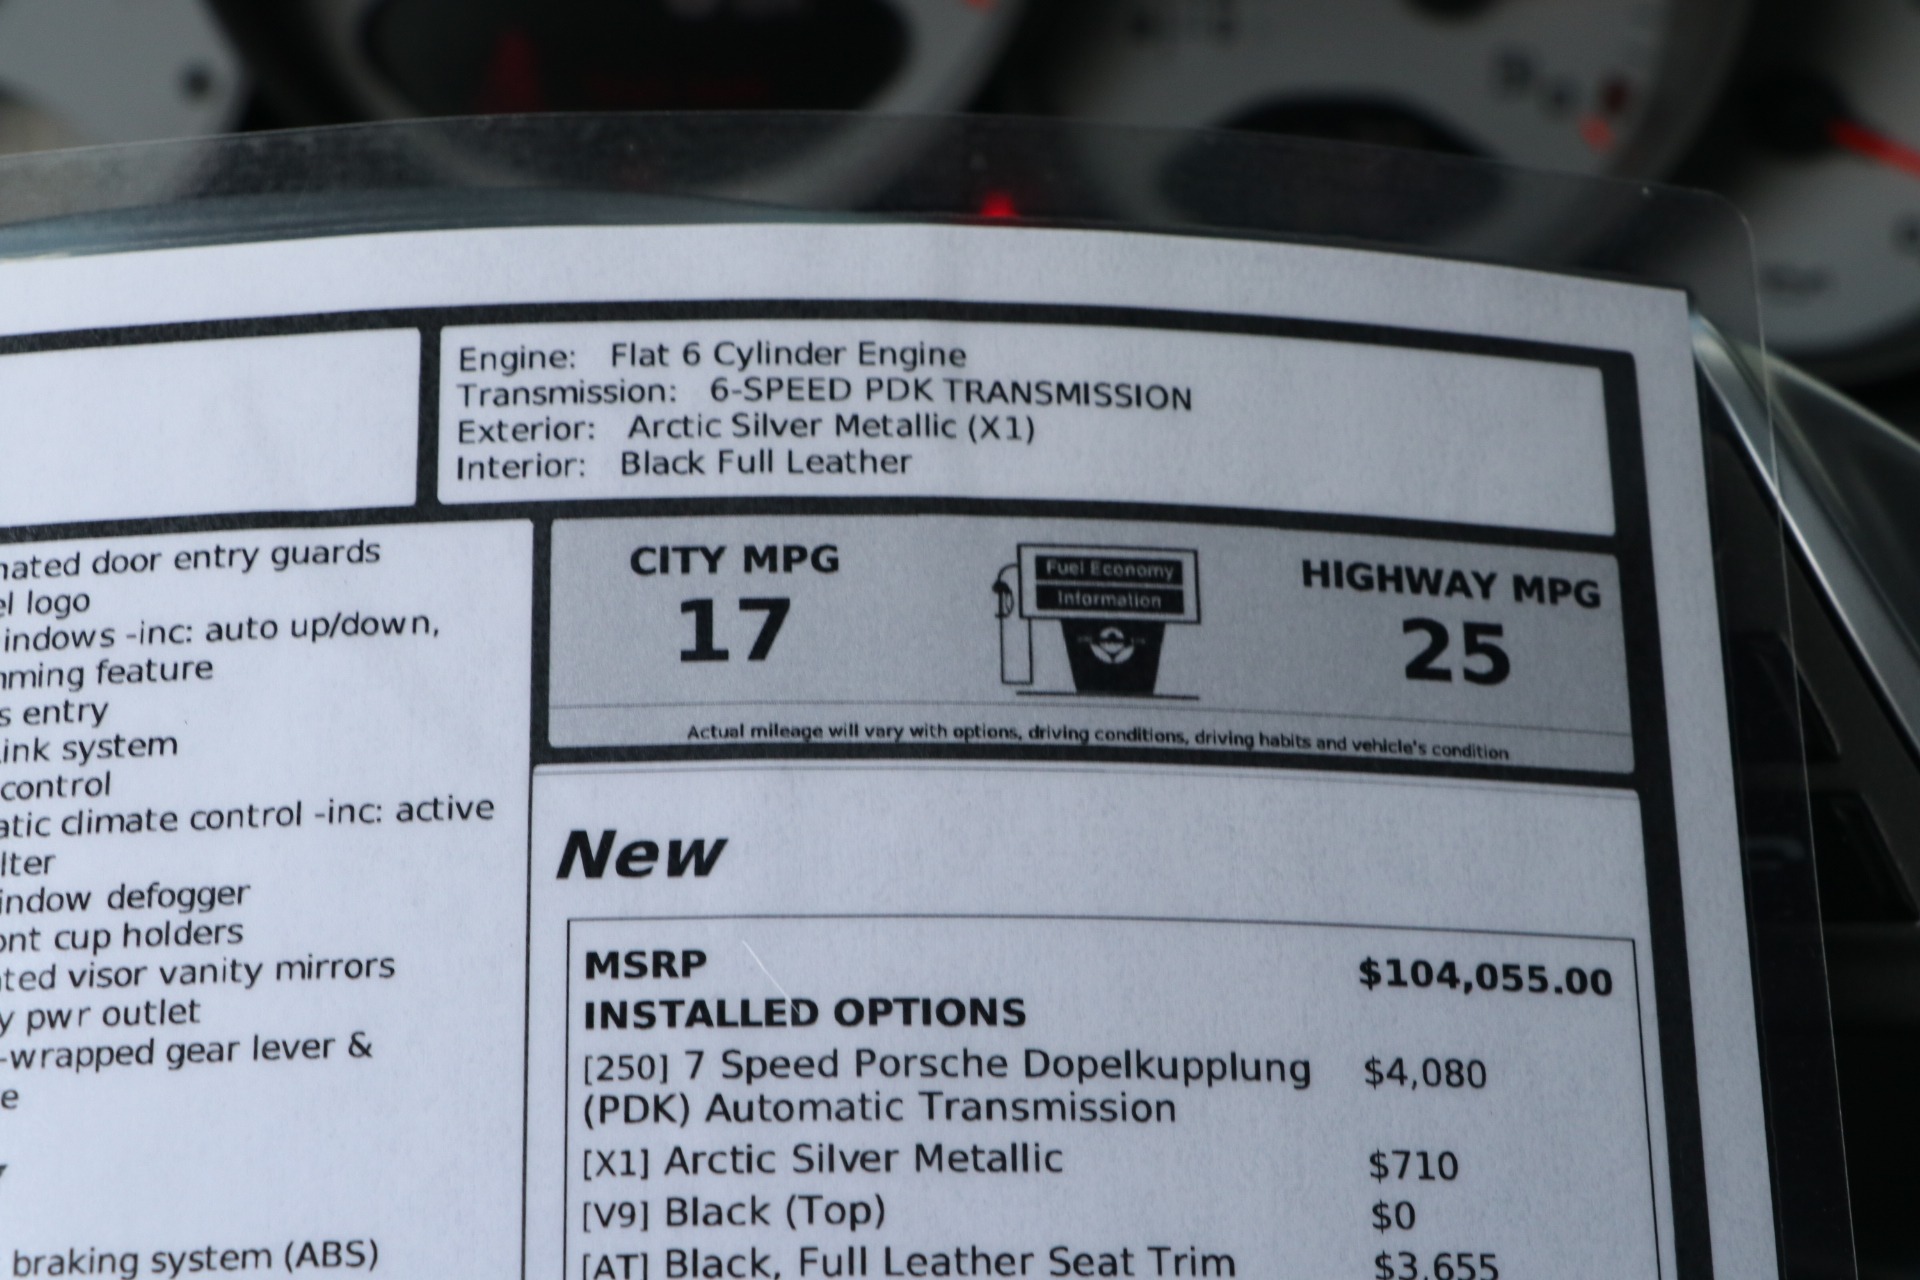 Engine: Flat 6 Cylinder Engine
Transmission: 6-SPEED PDK TRANSMISSION
Exterior: Arctic Silver Metallic (X1)
Interior: Black Full Leather
nated door entry guards
el logo
indows -inc: auto up/down,
ming feature
s entry
ink system
control
atic climate control -inc: active
lter
indow defogger
ont cup holders
ted visor vanity mirrors
y pwr outlet
-wrapped gear lever &
e
braking system (ABS)
CITY MPG
17
Fuel Economy
Information
HIGHWAY MPG
25
Actual mileage will vary with options, driving conditions, driving habits and vehicle's condition
New
MSRP $104,055.00
INSTALLED OPTIONS
[250] 7 Speed Porsche Dopelkupplung $4,080
(PDK) Automatic Transmission
[X1] Arctic Silver Metallic $710
[V9] Black (Top) $0
[AT] Black, Full Leather Seat Trim $3,655